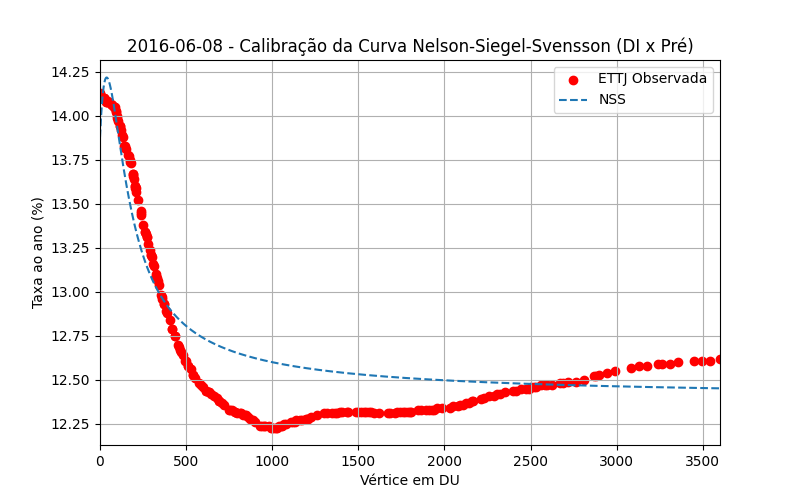 2016-06-08 - Calibração da Curva Nelson-Siegel-Svensson (DI x Pré)
ETTJ Observada
NSS
Taxa ao ano (%)
14.25
14.00
13.75
13.50
13.25
13.00
12.75
12.50
12.25
0 500 1000 1500 2000 2500 3000 3500
Vértice em DU